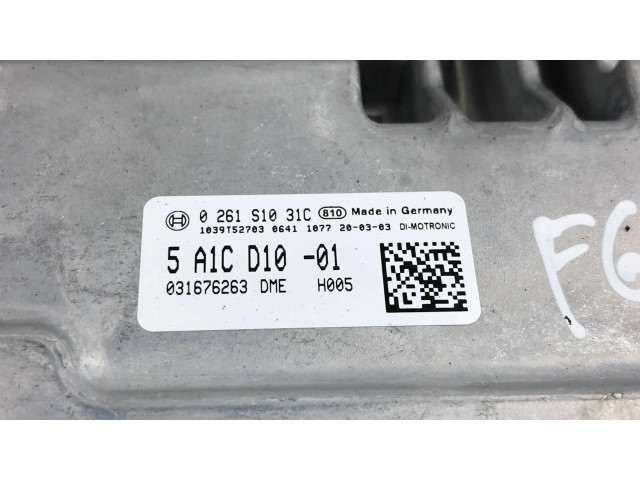 0 261 S10 31C 810 Made in Germany
1039T52703 0641 1077 20-03-03 DI-MOTRONIC
5 A1C D10 -01
031676263 DME H005